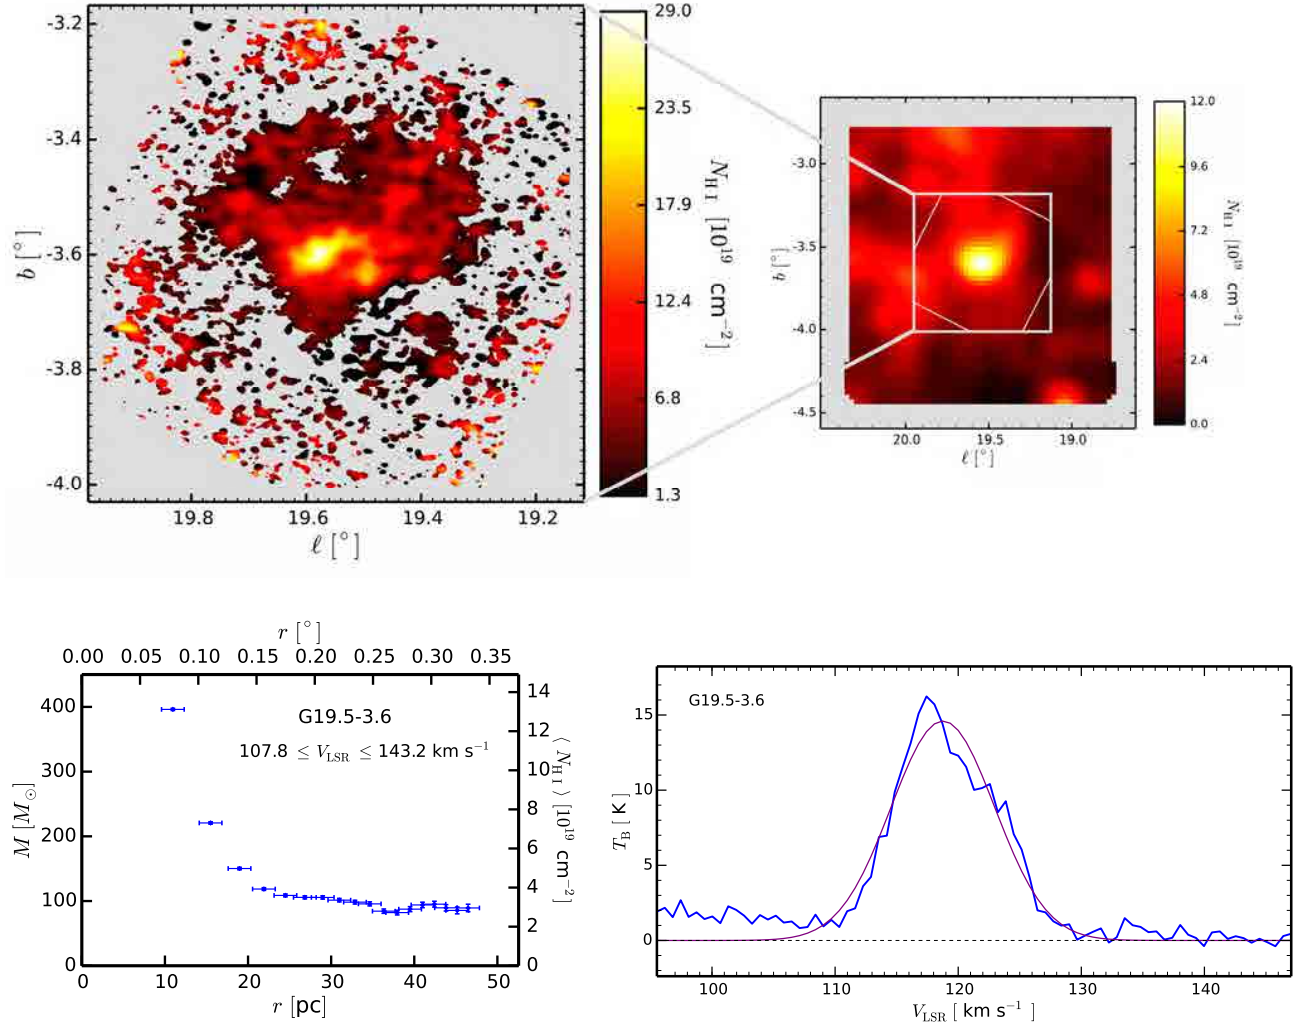 -3.2
-3.4
-3.6
-3.8
-4.0
b [°]
19.8
19.6
19.4
19.2
ℓ [°]
29.0
23.5
17.9
12.4
6.8
1.3
N_H I [10^19 cm^−2]
-3.0
-3.5
-4.0
-4.5
b [°]
20.0
19.5
19.0
ℓ [°]
12.0
9.6
7.2
4.8
2.4
0.0
N_H I [10^19 cm^−2]
r [°]
0.00 0.05 0.10 0.15 0.20 0.25 0.30 0.35
400
300
200
100
0
M [M_⊙]
G19.5-3.6
107.8 ≤ V_LSR ≤ 143.2 km s^−1
14
12
10
8
6
4
2
0
⟨ N_H I ⟩ [10^19 cm^−2]
0 10 20 30 40 50
r [pc]
G19.5-3.6
15
10
5
0
T_B [ K ]
100 110 120 130 140
V_LSR [ km s^−1 ]